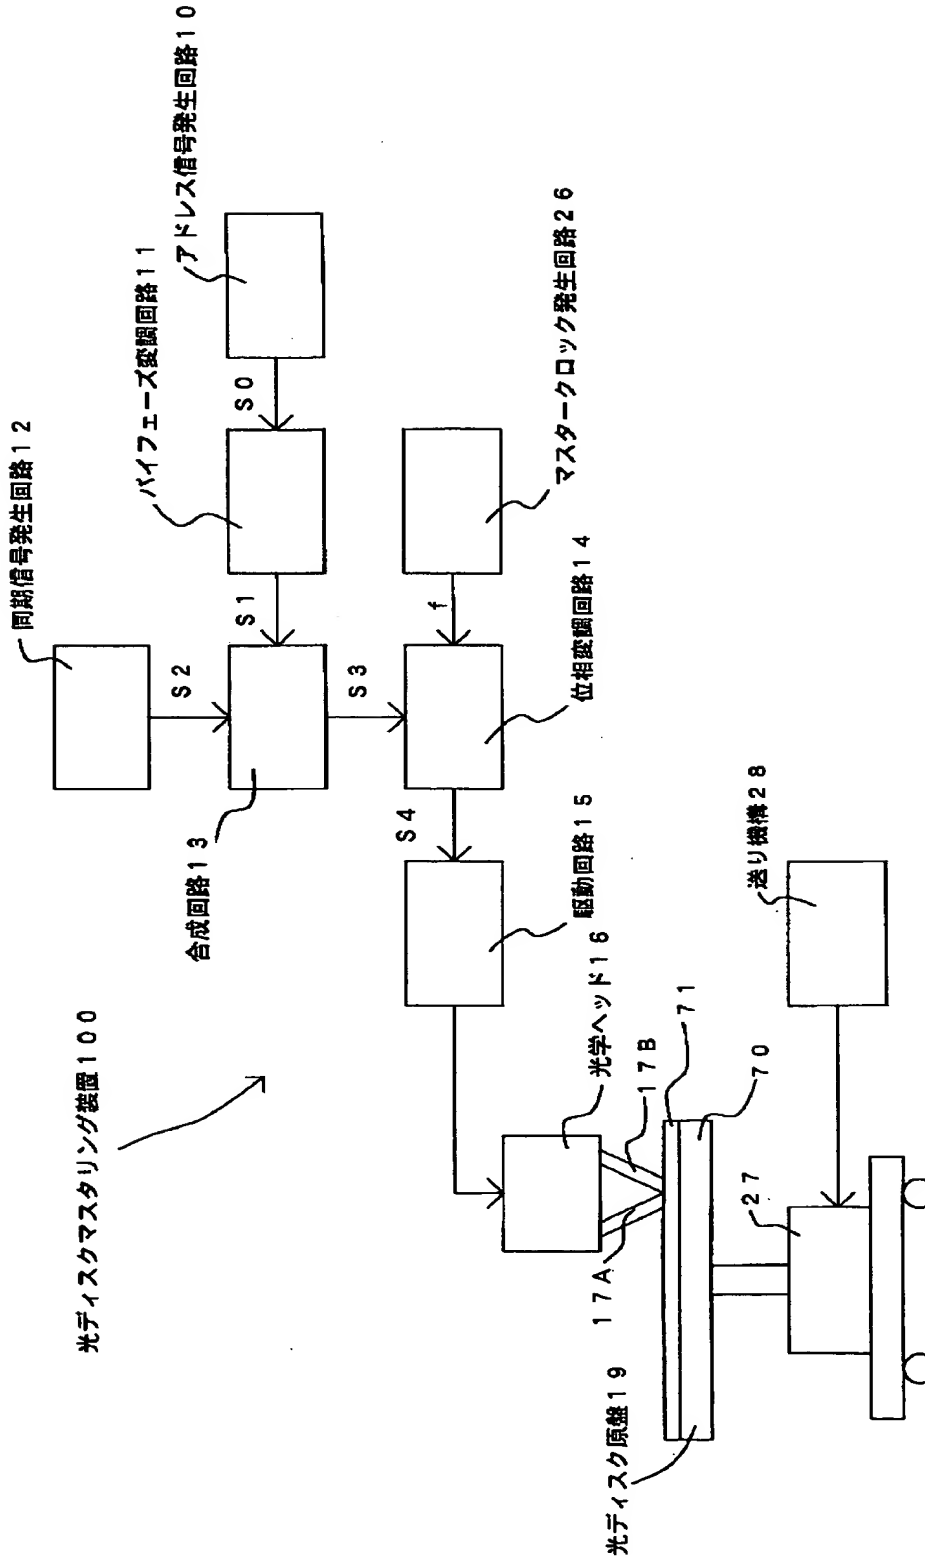 光ディスクマスタリング装置100
同期信号発生回路12
バイフェーズ変調回路11
アドレス信号発生回路10
S2
S1
S0
合成回路13
S3
f
マスタークロック発生回路26
位相変調回路14
S4
駆動回路15
光学ヘッド16
17A
17B
71
70
光ディスク原盤19
27
送り機構28